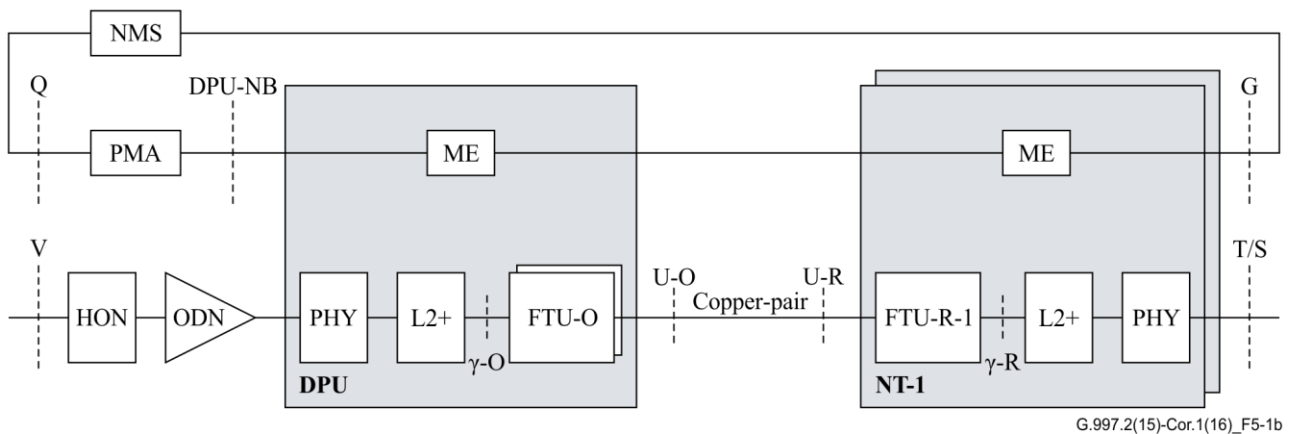 NMS
Q
DPU-NB
G
PMA
ME
ME
V
T/S
U-O
U-R
Copper-pair
HON
ODN
PHY
L2+
FTU-O
FTU-R-1
L2+
PHY
γ-O
γ-R
DPU
NT-1
G.997.2(15)-Cor.1(16)_F5-1b